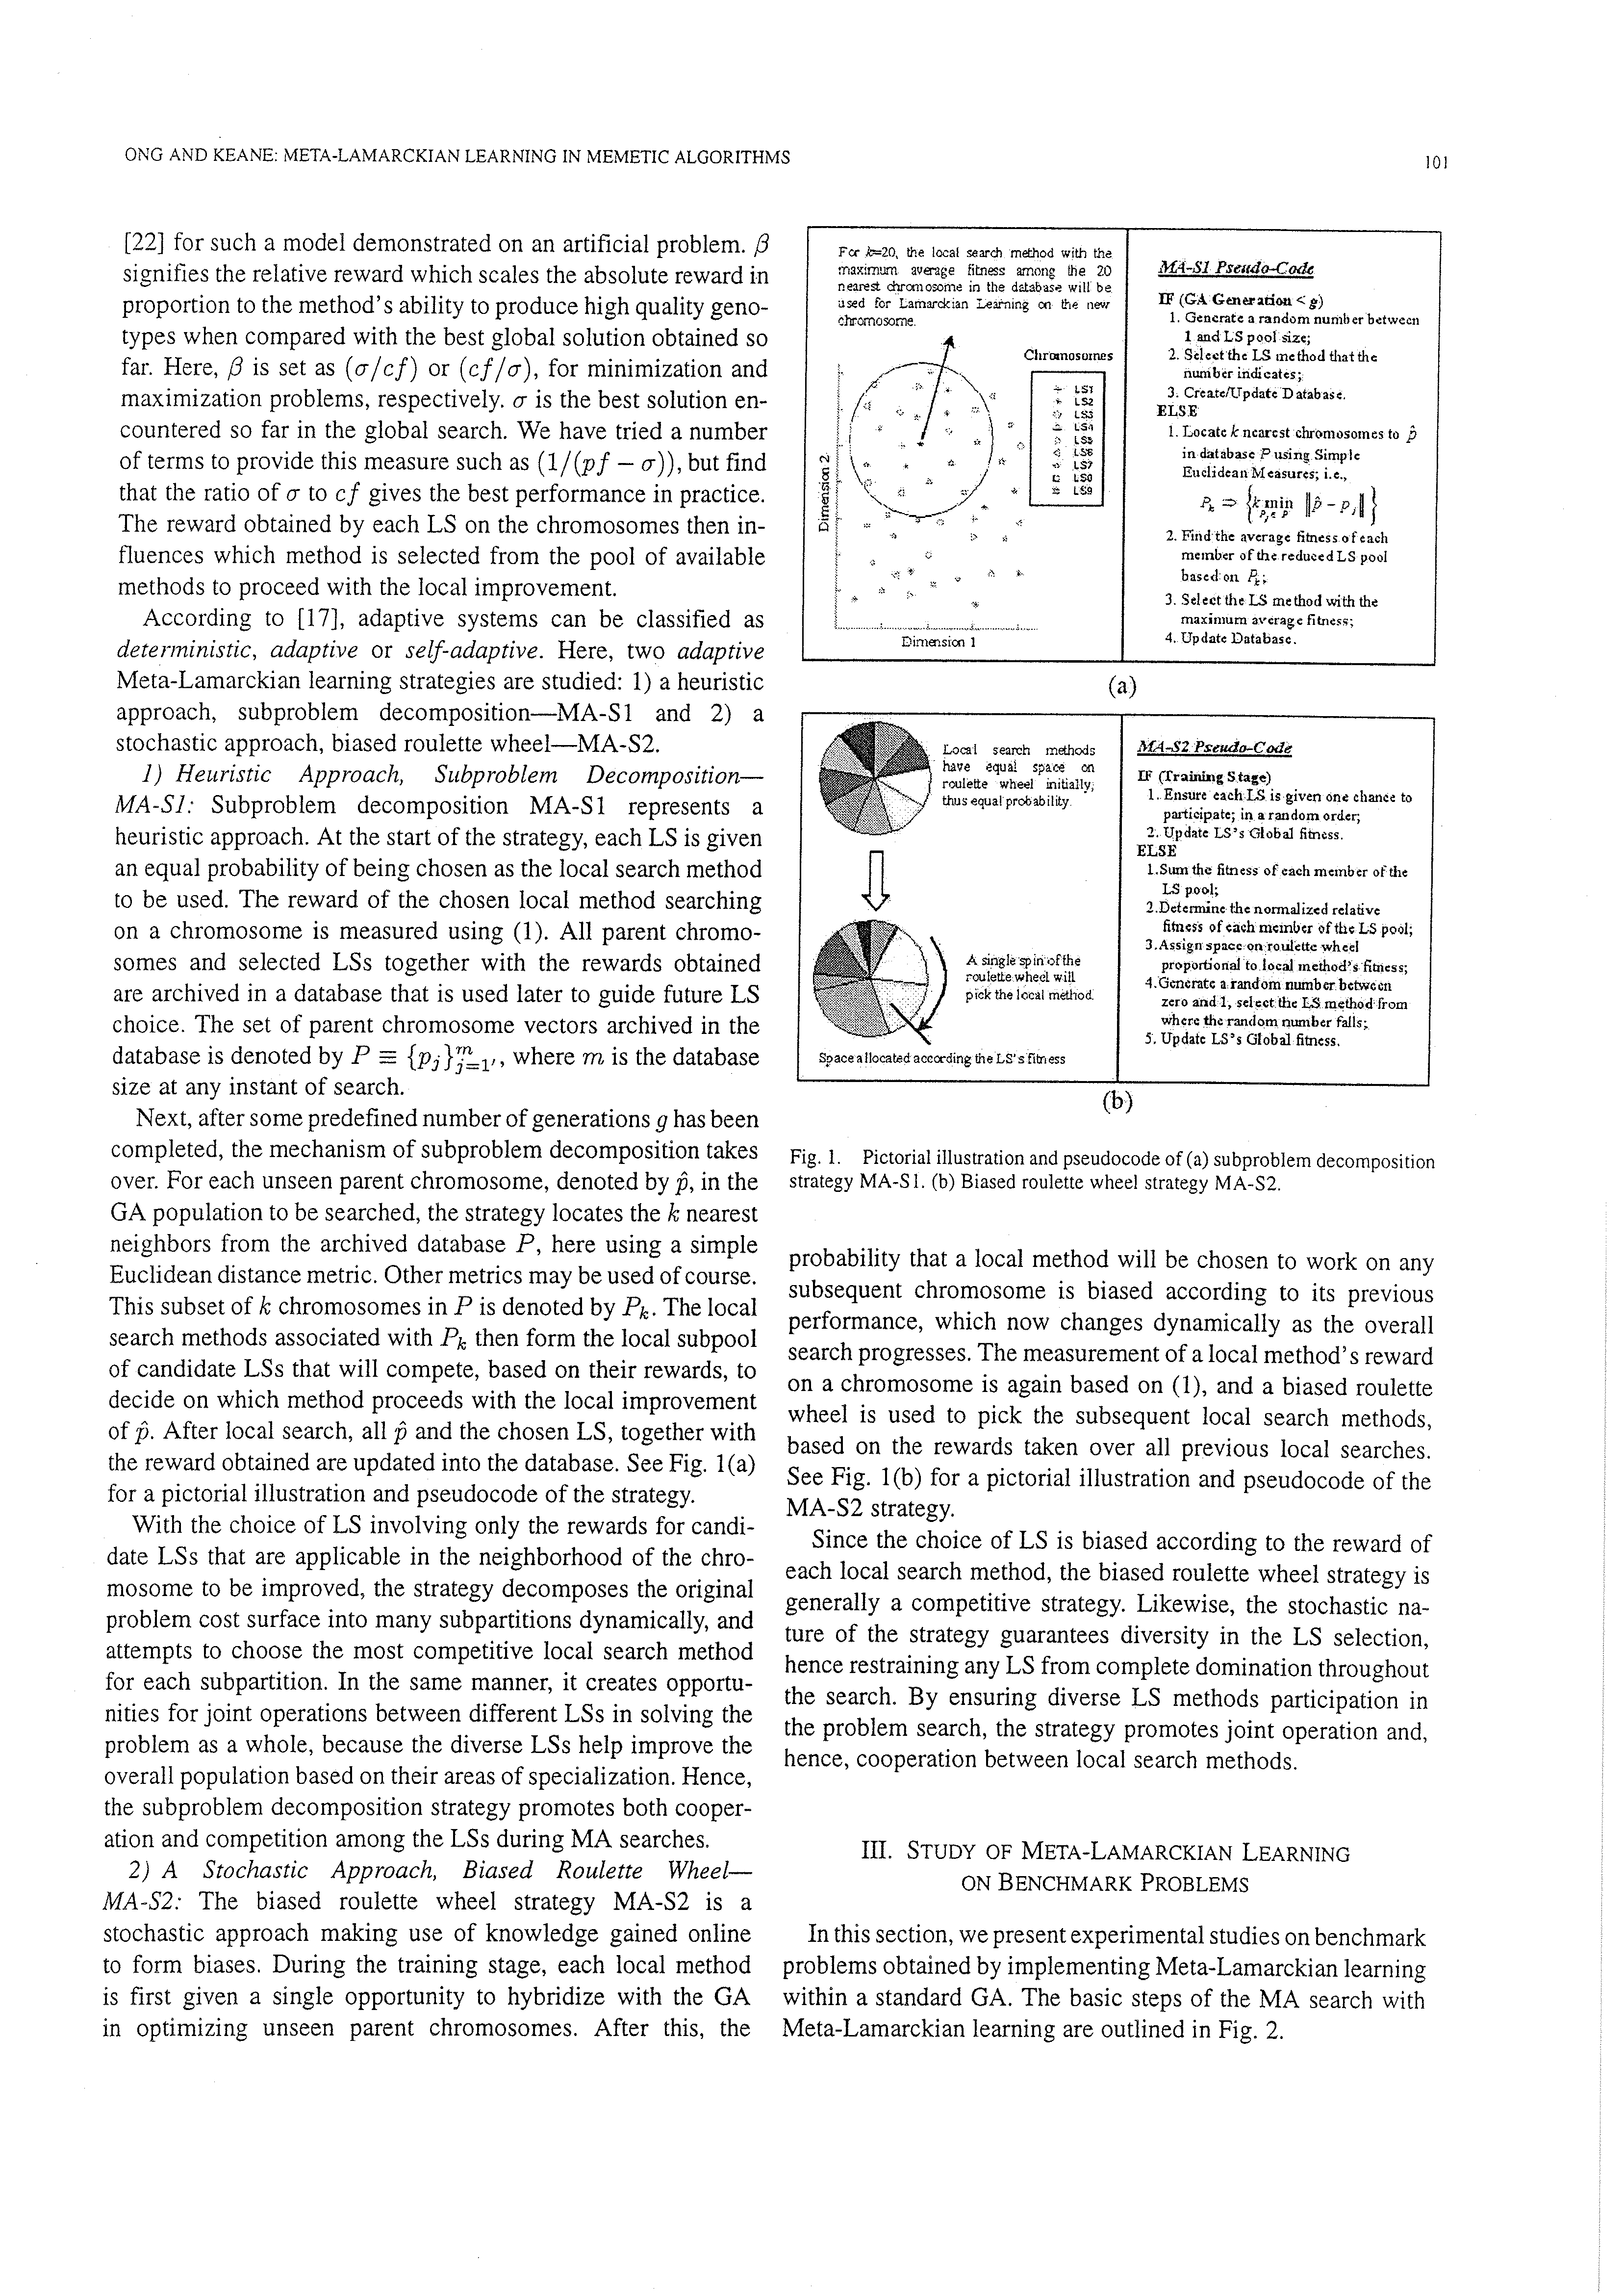 ONG AND KEANE: META-LAMARCKIAN LEARNING IN MEMETIC ALGORITHMS
101
[22] for such a model demonstrated on an artificial problem. β
signifies the relative reward which scales the absolute reward in
proportion to the method's ability to produce high quality geno-
types when compared with the best global solution obtained so
far. Here, β is set as (σ/cf) or (cf/σ), for minimization and
maximization problems, respectively. σ is the best solution en-
countered so far in the global search. We have tried a number
of terms to provide this measure such as (1/(pf − σ)), but find
that the ratio of σ to cf gives the best performance in practice.
The reward obtained by each LS on the chromosomes then in-
fluences which method is selected from the pool of available
methods to proceed with the local improvement.
According to [17], adaptive systems can be classified as
deterministic, adaptive or self-adaptive. Here, two adaptive
Meta-Lamarckian learning strategies are studied: 1) a heuristic
approach, subproblem decomposition—MA-S1 and 2) a
stochastic approach, biased roulette wheel—MA-S2.
1) Heuristic Approach, Subproblem Decomposition—
MA-S1: Subproblem decomposition MA-S1 represents a
heuristic approach. At the start of the strategy, each LS is given
an equal probability of being chosen as the local search method
to be used. The reward of the chosen local method searching
on a chromosome is measured using (1). All parent chromo-
somes and selected LSs together with the rewards obtained
are archived in a database that is used later to guide future LS
choice. The set of parent chromosome vectors archived in the
database is denoted by P ≡ {pj}mj=1', where m is the database
size at any instant of search.
Next, after some predefined number of generations g has been
completed, the mechanism of subproblem decomposition takes
over. For each unseen parent chromosome, denoted by p̂, in the
GA population to be searched, the strategy locates the k nearest
neighbors from the archived database P, here using a simple
Euclidean distance metric. Other metrics may be used of course.
This subset of k chromosomes in P is denoted by Pk. The local
search methods associated with Pk then form the local subpool
of candidate LSs that will compete, based on their rewards, to
decide on which method proceeds with the local improvement
of p̂. After local search, all p̂ and the chosen LS, together with
the reward obtained are updated into the database. See Fig. 1(a)
for a pictorial illustration and pseudocode of the strategy.
With the choice of LS involving only the rewards for candi-
date LSs that are applicable in the neighborhood of the chro-
mosome to be improved, the strategy decomposes the original
problem cost surface into many subpartitions dynamically, and
attempts to choose the most competitive local search method
for each subpartition. In the same manner, it creates opportu-
nities for joint operations between different LSs in solving the
problem as a whole, because the diverse LSs help improve the
overall population based on their areas of specialization. Hence,
the subproblem decomposition strategy promotes both cooper-
ation and competition among the LSs during MA searches.
2) A Stochastic Approach, Biased Roulette Wheel—
MA-S2: The biased roulette wheel strategy MA-S2 is a
stochastic approach making use of knowledge gained online
to form biases. During the training stage, each local method
is first given a single opportunity to hybridize with the GA
in optimizing unseen parent chromosomes. After this, the
For k=20, the local search method with the
maximum average fitness among the 20
nearest chromosome in the database will be
used for Lamarckian Learning on the new
chromosome.
Chromosomes
LS1
LS2
LS3
LS4
LS5
LS6
LS7
LS8
LS9
Dimension 2
Dimension 1
MA-S1 Pseudo-Code
IF (GA Generation < g)
1. Generate a random number between
1 and LS pool size;
2. Select the LS method that the
number indicates;
3. Create/Update Database.
ELSE
1. Locate k nearest chromosomes to p̂
in database P using Simple
Euclidean Measures; i.e.,
Pk ⇒ {k min pj∈P ‖p̂ − pj‖}
2. Find the average fitness of each
member of the reduced LS pool
based on Pk;
3. Select the LS method with the
maximum average fitness;
4. Update Database.
(a)
Local search methods
have equal space on
roulette wheel initially;
thus equal probability.
A single spin of the
roulette wheel will
pick the local method.
Space allocated according the LS's fitness
MA-S2 Pseudo-Code
IF (Training Stage)
1. Ensure each LS is given one chance to
participate; in a random order;
2. Update LS's Global fitness.
ELSE
1.Sum the fitness of each member of the
LS pool;
2.Determine the normalized relative
fitness of each member of the LS pool;
3.Assign space on roulette wheel
proportional to local method's fitness;
4.Generate a random number between
zero and 1, select the LS method from
where the random number falls;
5. Update LS's Global fitness.
(b)
Fig. 1. Pictorial illustration and pseudocode of (a) subproblem decomposition
strategy MA-S1. (b) Biased roulette wheel strategy MA-S2.
probability that a local method will be chosen to work on any
subsequent chromosome is biased according to its previous
performance, which now changes dynamically as the overall
search progresses. The measurement of a local method's reward
on a chromosome is again based on (1), and a biased roulette
wheel is used to pick the subsequent local search methods,
based on the rewards taken over all previous local searches.
See Fig. 1(b) for a pictorial illustration and pseudocode of the
MA-S2 strategy.
Since the choice of LS is biased according to the reward of
each local search method, the biased roulette wheel strategy is
generally a competitive strategy. Likewise, the stochastic na-
ture of the strategy guarantees diversity in the LS selection,
hence restraining any LS from complete domination throughout
the search. By ensuring diverse LS methods participation in
the problem search, the strategy promotes joint operation and,
hence, cooperation between local search methods.
III. STUDY OF META-LAMARCKIAN LEARNING
ON BENCHMARK PROBLEMS
In this section, we present experimental studies on benchmark
problems obtained by implementing Meta-Lamarckian learning
within a standard GA. The basic steps of the MA search with
Meta-Lamarckian learning are outlined in Fig. 2.